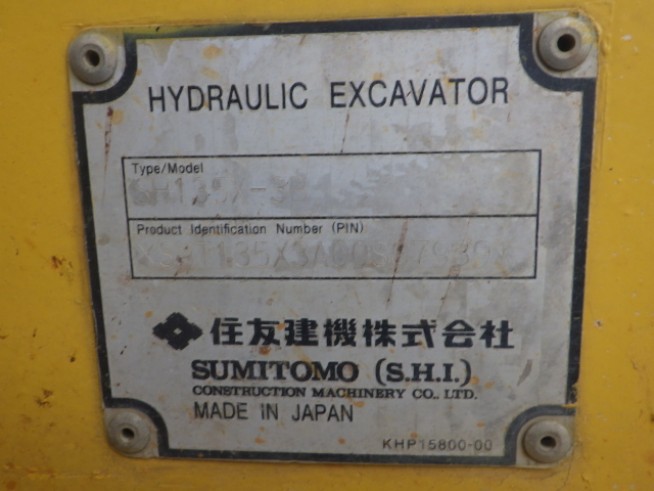 HYDRAULIC EXCAVATOR
Type/Model
Product Identification Number (PIN)
住友建機株式会社
SUMITOMO (S.H.I.)
CONSTRUCTION MACHINERY CO., LTD.
MADE IN JAPAN
KHP15800-00